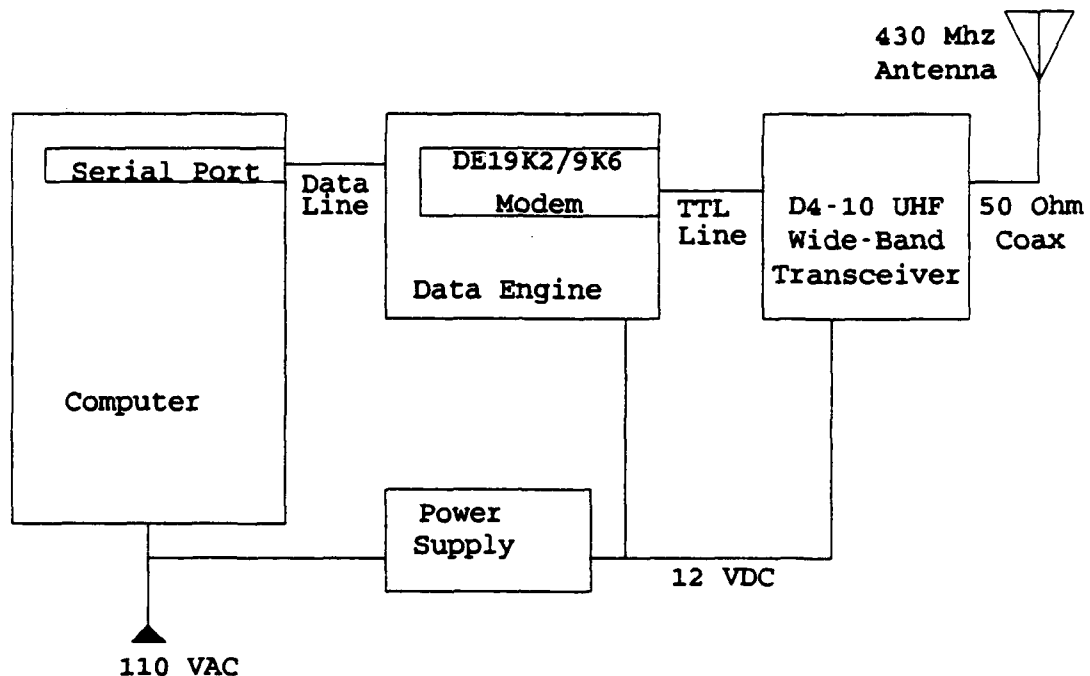 430 Mhz
Antenna
Serial Port
Data
Line
DE19K2/9K6
Modem
Data Engine
TTL
Line
D4-10 UHF
Wide-Band
Transceiver
50 Ohm
Coax
Computer
Power
Supply
12 VDC
110 VAC